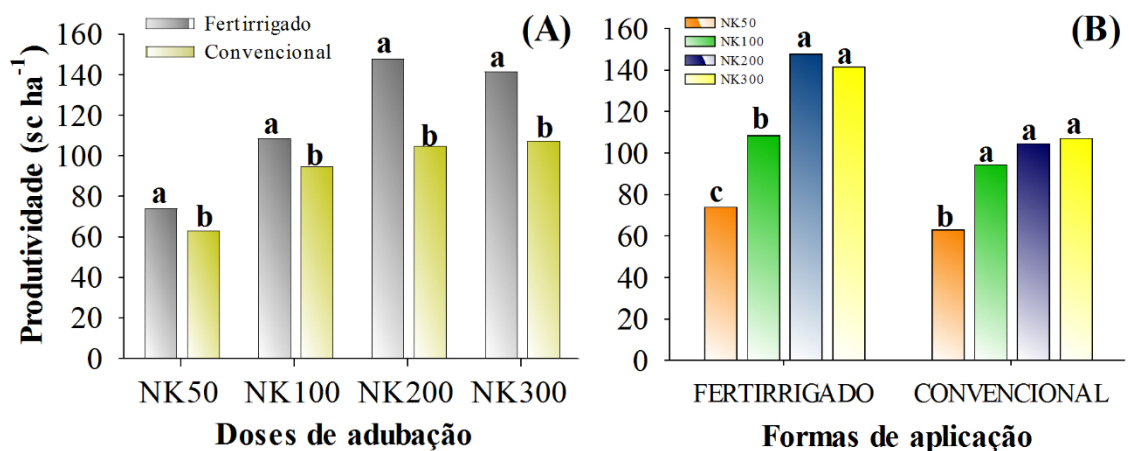 Fertirrigado
Convencional
(A)
Produtividade (sc ha⁻¹)
160
140
120
100
80
60
40
20
0
a
b
a
b
a
b
a
b
NK50 NK100 NK200 NK300
Doses de adubação
NK50
NK100
NK200
NK300
(B)
160
140
120
100
80
60
40
20
0
c
b
a
a
b
a
a
a
FERTIRRIGADO CONVENCIONAL
Formas de aplicação